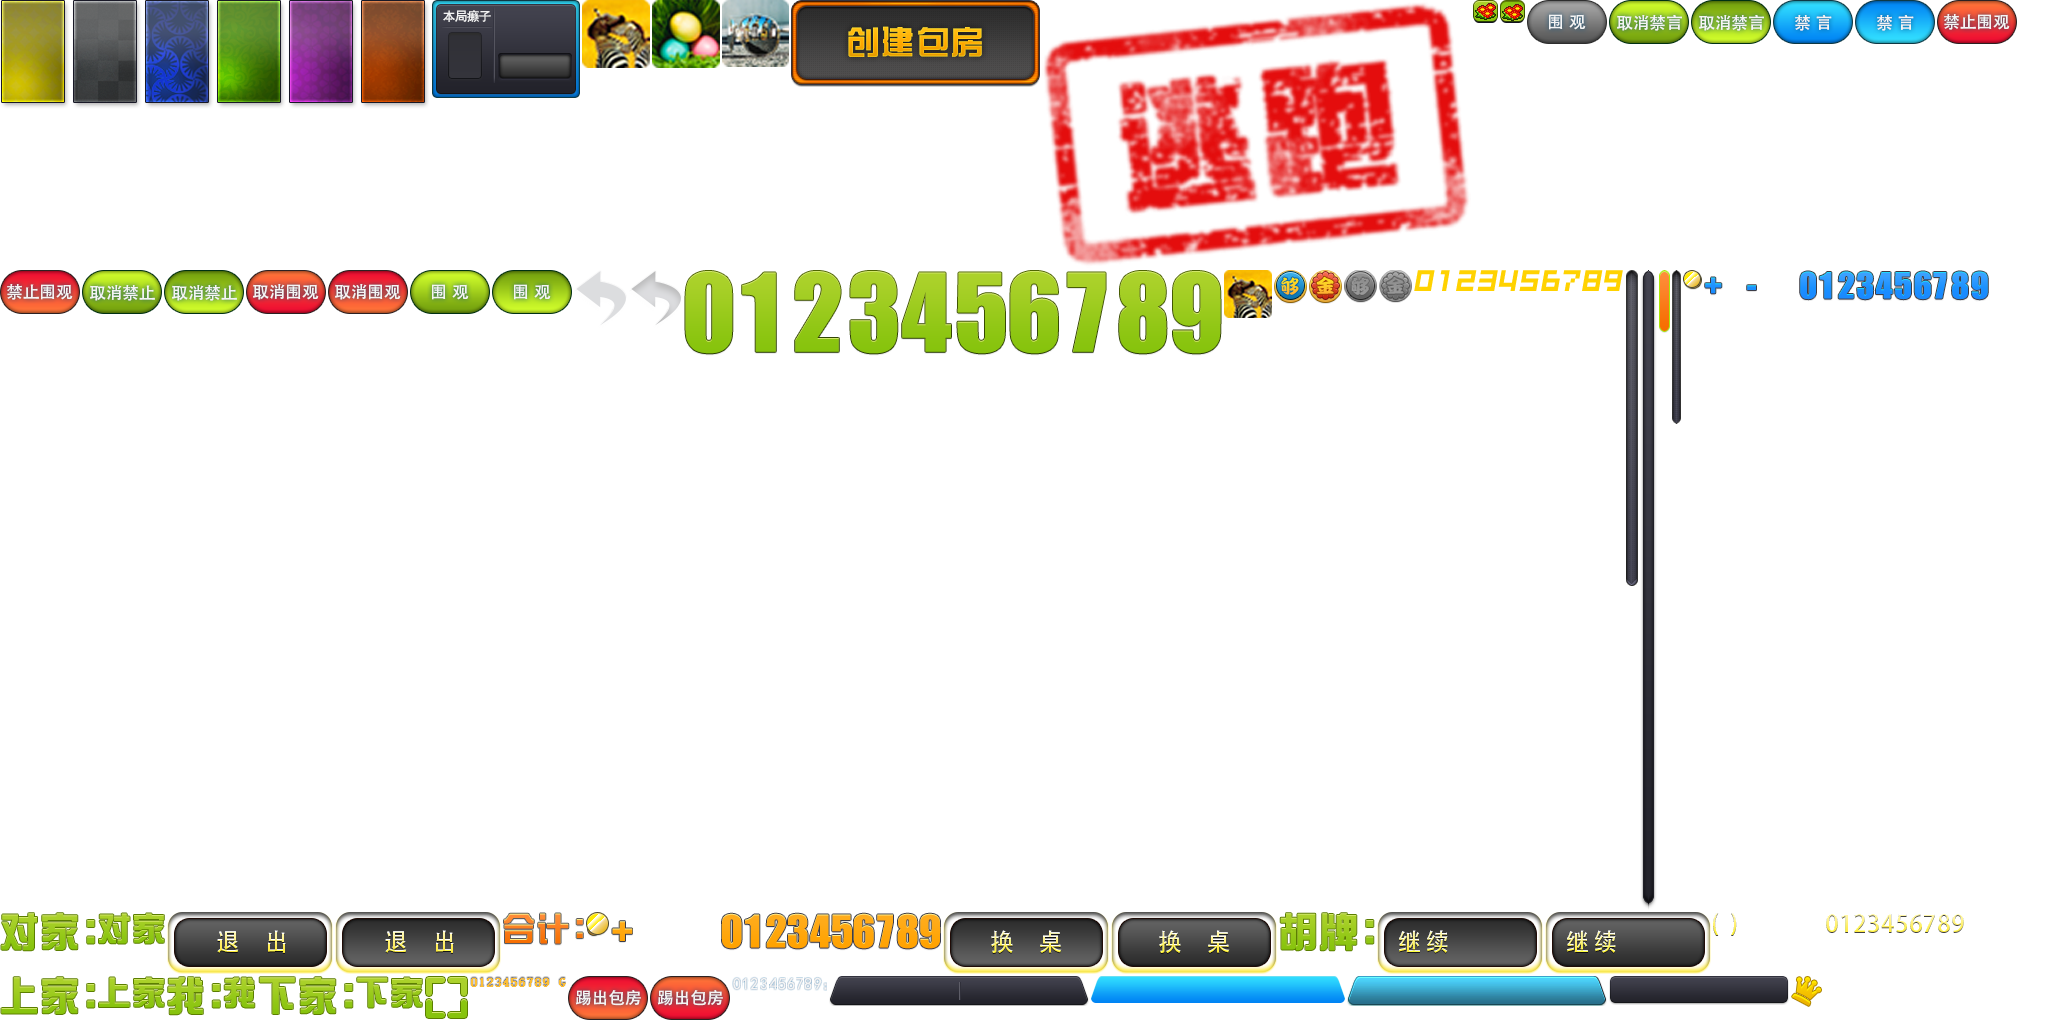 本局癞子
创建包房
逃跑
围 观
取消禁言
取消禁言
禁 言
禁 言
禁止围观
禁止围观
取消禁止
取消禁止
取消围观
取消围观
围 观
围 观
0123456789
够
金
够
金
0123456789
+ -
0123456789
对家:对家
退 出
退 出
合计:
+
0123456789
换 桌
换 桌
胡牌:
继续
继续
( )
0123456789
上家:上家我:我下家:下家
0123456789 G
踢出包房
踢出包房
0123456789: